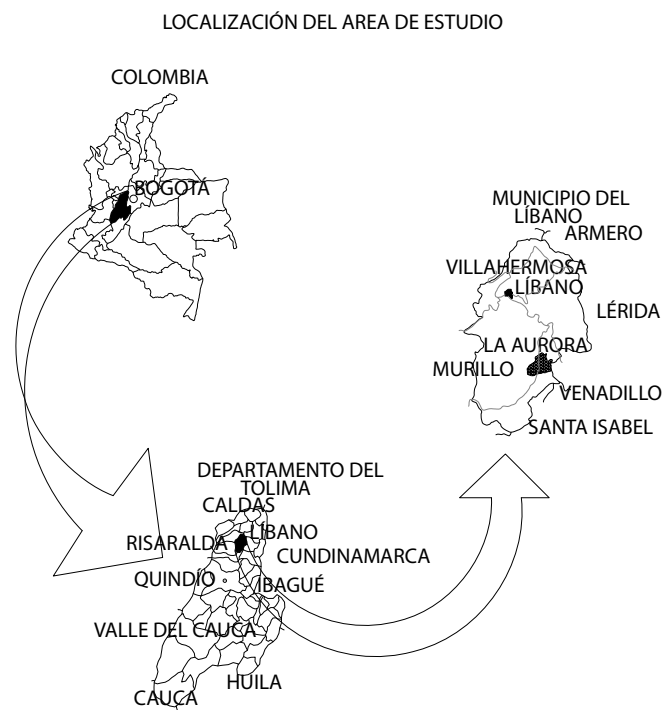 LOCALIZACIÓN DEL AREA DE ESTUDIO
COLOMBIA
BOGOTÁ
MUNICIPIO DEL
LÍBANO
ARMERO
VILLAHERMOSA
LÍBANO
LÉRIDA
LA AURORA
MURILLO
VENADILLO
SANTA ISABEL
DEPARTAMENTO DEL
TOLIMA
CALDAS
LÍBANO
RISARALDA
CUNDINAMARCA
QUINDÍO
IBAGUÉ
VALLE DEL CAUCA
HUILA
CAUCA